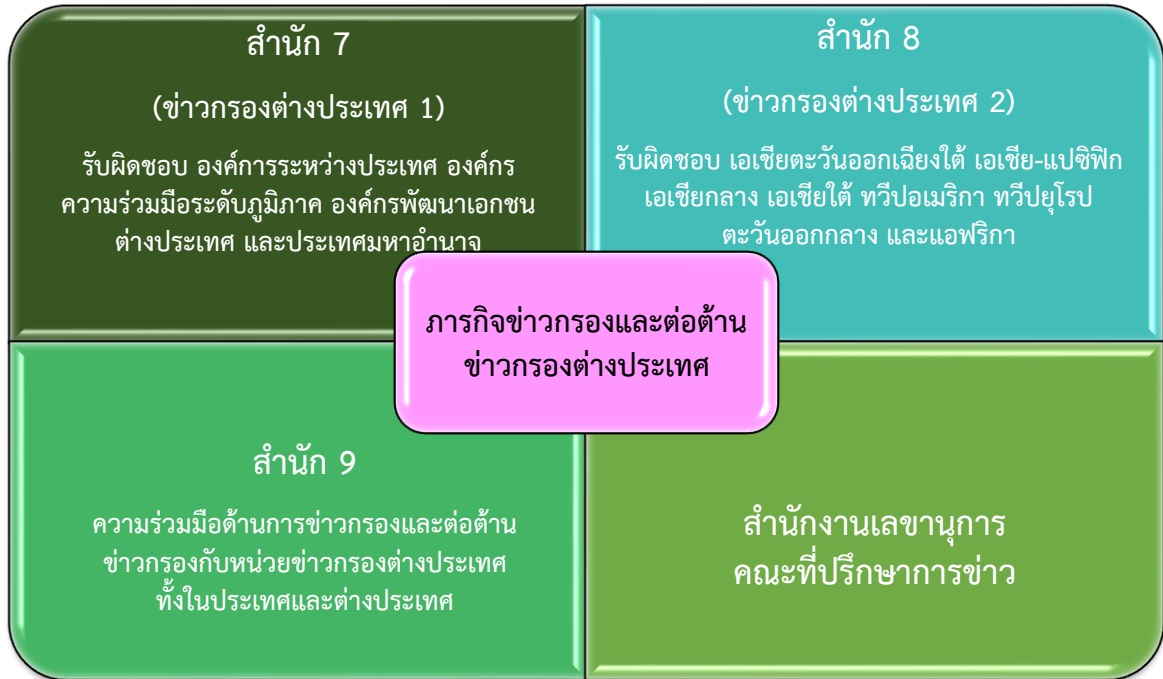 สำนัก 7
(ข่าวกรองต่างประเทศ 1)
รับผิดชอบ องค์การระหว่างประเทศ องค์กร
ความร่วมมือระดับภูมิภาค องค์กรพัฒนาเอกชน
ต่างประเทศ และประเทศมหาอำนาจ
สำนัก 8
(ข่าวกรองต่างประเทศ 2)
รับผิดชอบ เอเชียตะวันออกเฉียงใต้ เอเชีย-แปซิฟิก
เอเชียกลาง เอเชียใต้ ทวีปอเมริกา ทวีปยุโรป
ตะวันออกกลาง และแอฟริกา
ภารกิจข่าวกรองและต่อต้าน
ข่าวกรองต่างประเทศ
สำนัก 9
ความร่วมมือด้านการข่าวกรองและต่อต้าน
ข่าวกรองกับหน่วยข่าวกรองต่างประเทศ
ทั้งในประเทศและต่างประเทศ
สำนักงานเลขานุการ
คณะที่ปรึกษาการข่าว